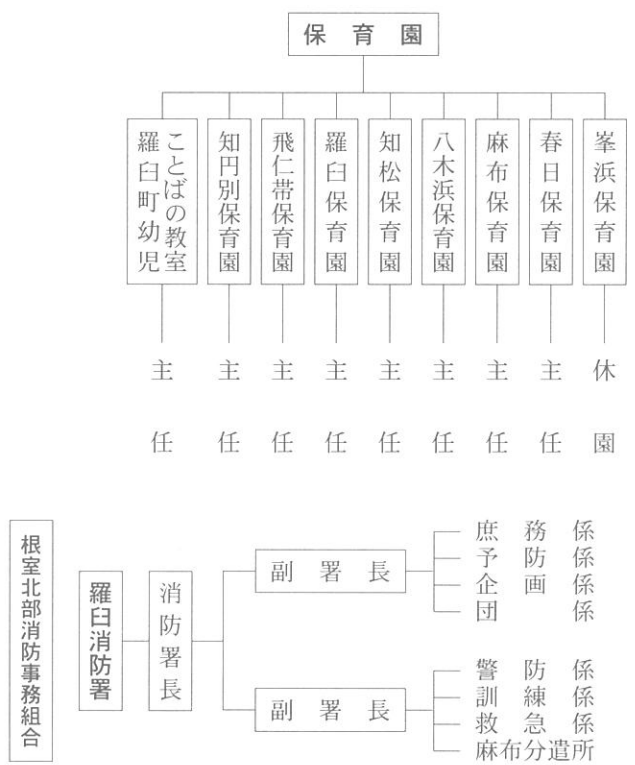 保育園
峯浜保育園
春日保育園
麻布保育園
八木浜保育園
知松保育園
羅臼保育園
飛仁帯保育園
知円別保育園
羅臼町幼児
ことばの教室
休園
主任
主任
主任
主任
主任
主任
主任
主任
根室北部消防事務組合
羅臼消防署
消防署長
副署長
庶務係
予防係
企画係
団係
副署長
警防係
訓練係
救急係
麻布分遣所